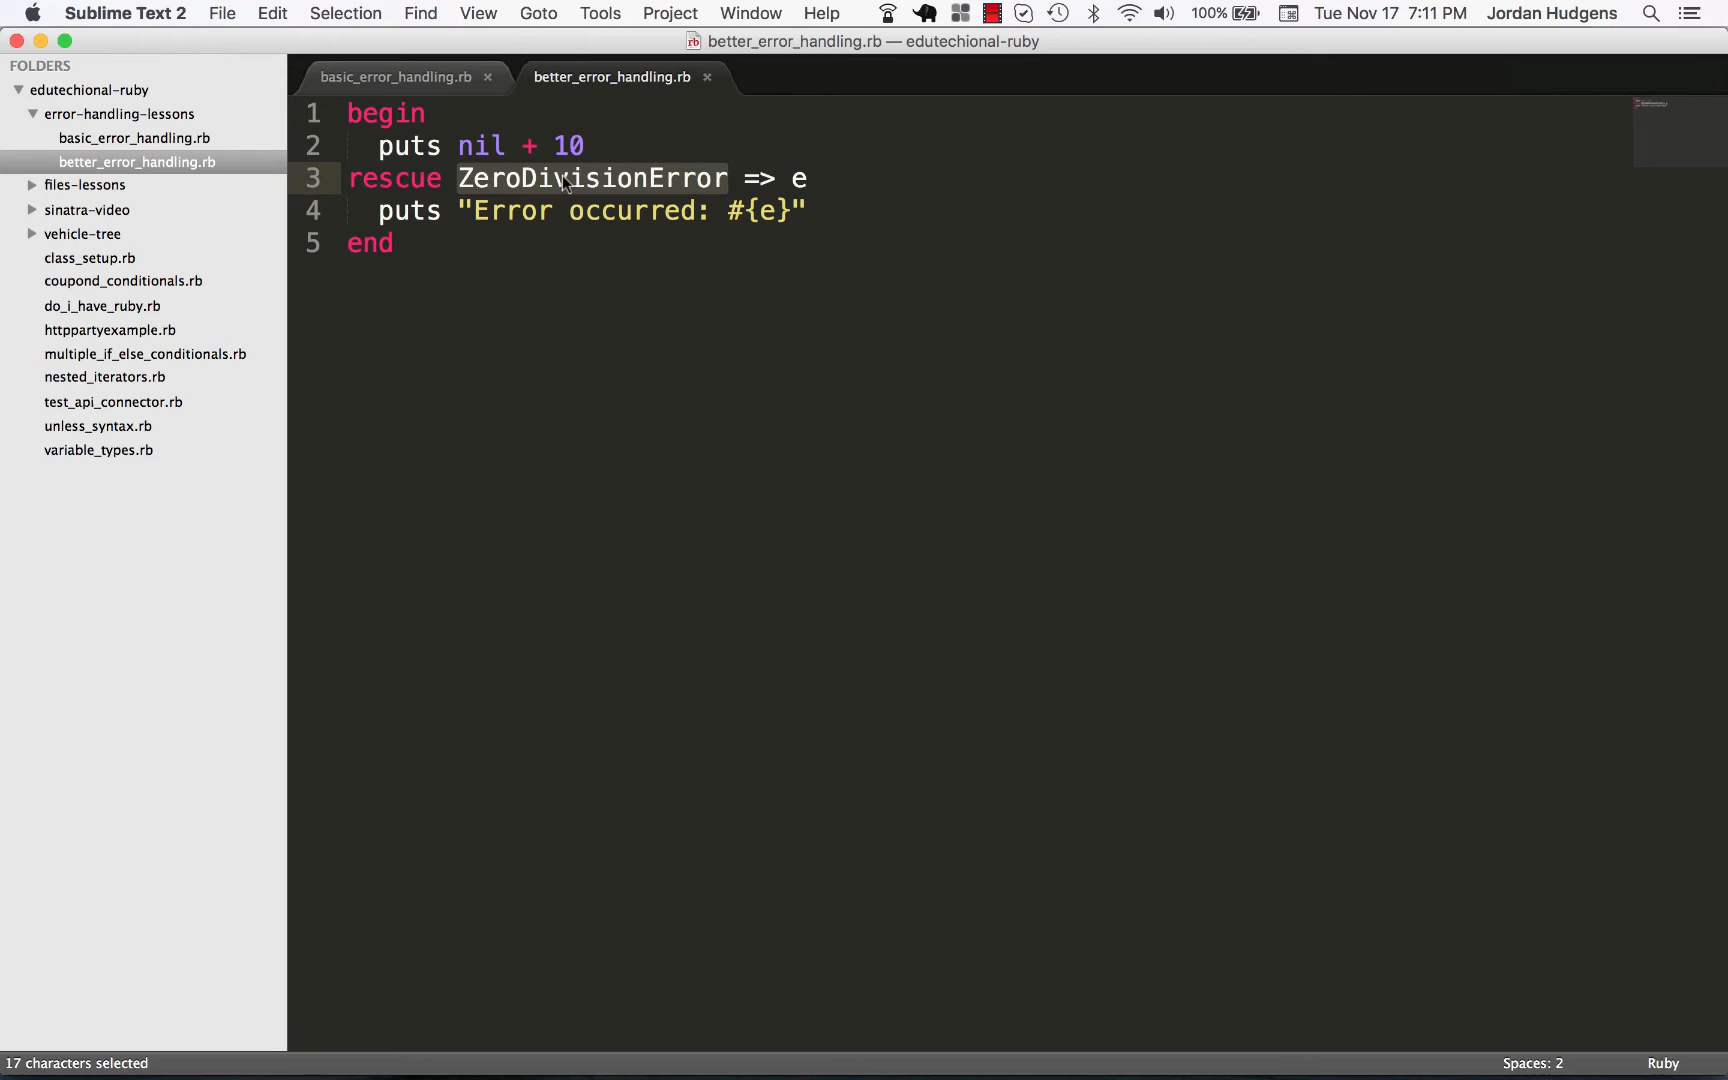 Sublime Text 2 File Edit Selection Find View Goto Tools Project Window Help 100% Tue Nov 17 7:11 PM Jordan Hudgens
rb better_error_handling.rb — edutechional-ruby
FOLDERS
edutechional-ruby
error-handling-lessons
basic_error_handling.rb
better_error_handling.rb
files-lessons
sinatra-video
vehicle-tree
class_setup.rb
coupond_conditionals.rb
do_i_have_ruby.rb
httppartyexample.rb
multiple_if_else_conditionals.rb
nested_iterators.rb
test_api_connector.rb
unless_syntax.rb
variable_types.rb
basic_error_handling.rb × better_error_handling.rb ×
1 begin
2 puts nil + 10
3 rescue ZeroDivisionError => e
4 puts "Error occurred: #{e}"
5 end
17 characters selected Spaces: 2 Ruby